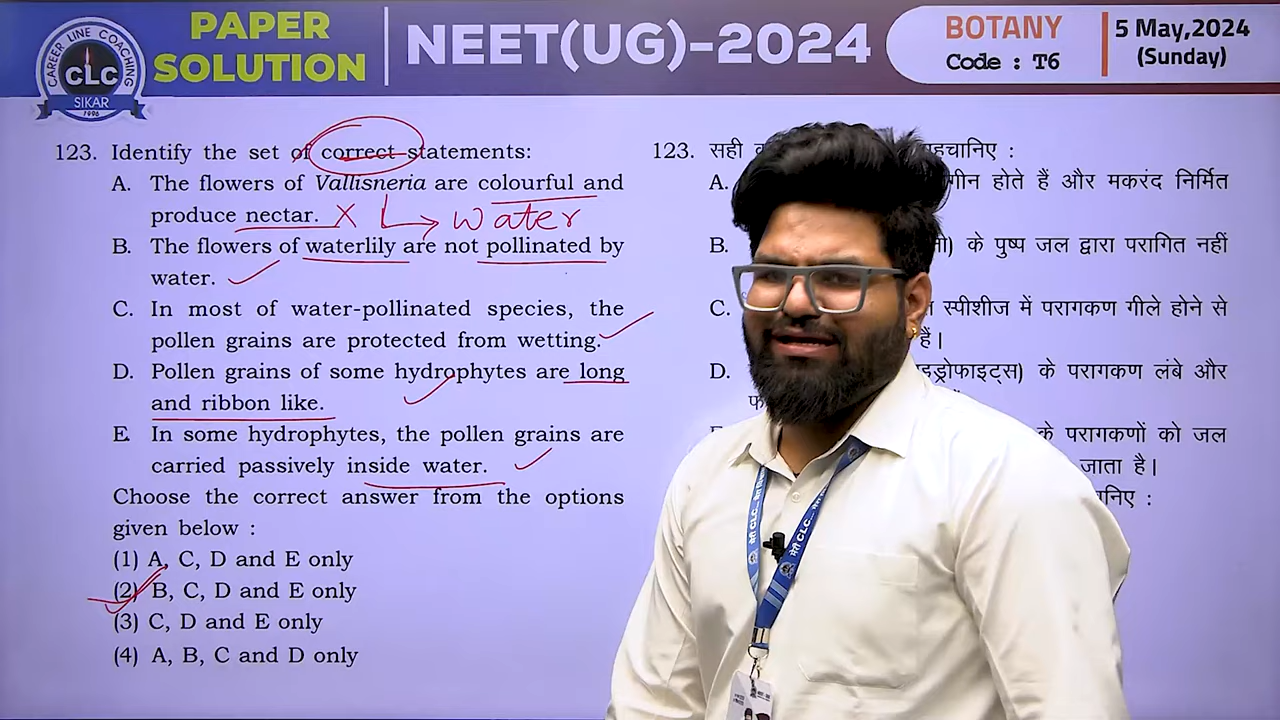 CAREER LINE COACHING
CLC
SIKAR
1996
PAPER
SOLUTION
NEET(UG)-2024
BOTANY
Code : T6
5 May,2024
(Sunday)
123. Identify the set of correct statements:
A. The flowers of Vallisneria are colourful and
produce nectar. X water
B. The flowers of waterlily are not pollinated by
water.
C. In most of water-pollinated species, the
pollen grains are protected from wetting.
D. Pollen grains of some hydrophytes are long
and ribbon like.
E. In some hydrophytes, the pollen grains are
carried passively inside water.
Choose the correct answer from the options
given below :
(1) A, C, D and E only
(2) B, C, D and E only
(3) C, D and E only
(4) A, B, C and D only
123. सही
A. होते हैं और मकरंद निर्मित
B. के पुष्प जल द्वारा परागित नहीं
C. स्पीशीज में परागकण गीले होने से
हैं।
D. के परागकण लंबे और
के परागकणों को जल
जाता है।
: